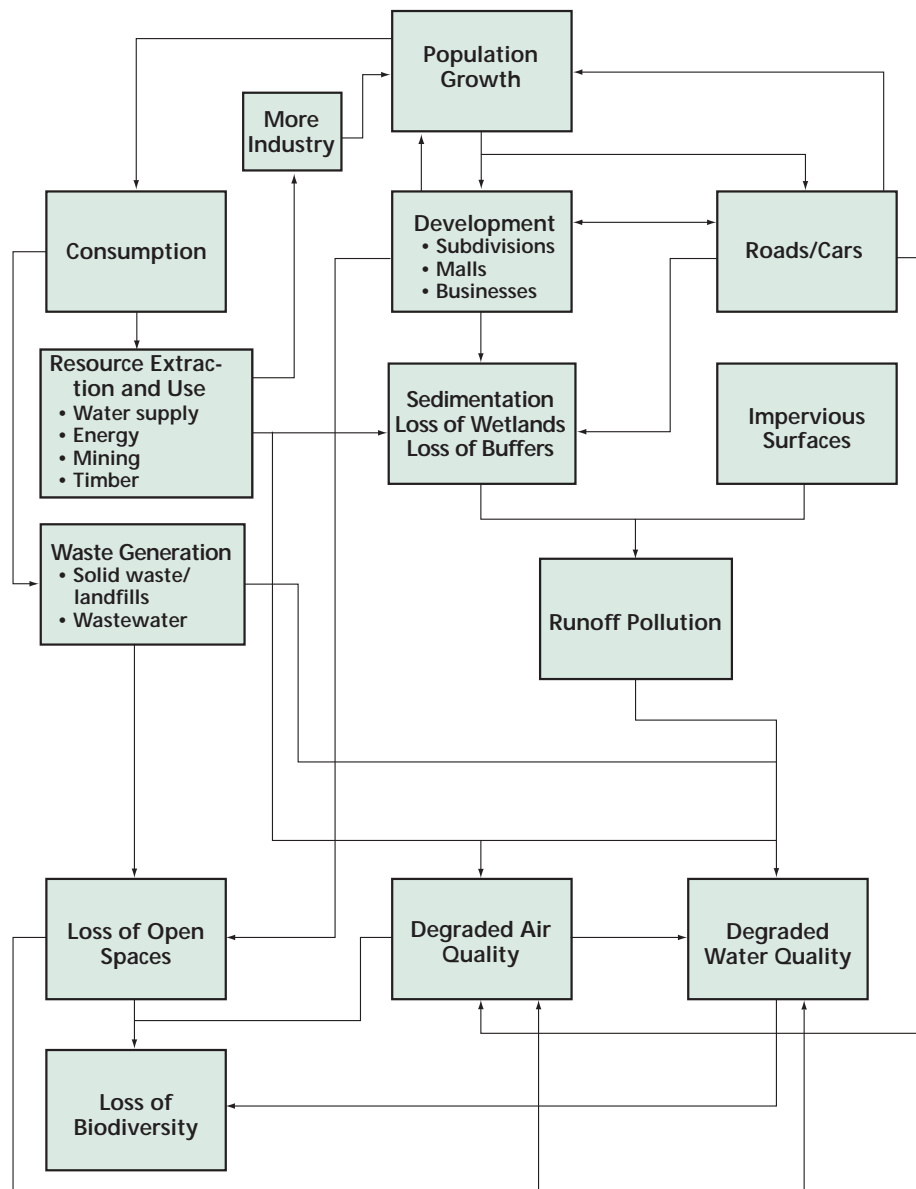 Population
Growth
More
Industry
Consumption
Development
• Subdivisions
• Malls
• Businesses
Roads/Cars
Resource Extrac-
tion and Use
• Water supply
• Energy
• Mining
• Timber
Sedimentation
Loss of Wetlands
Loss of Buffers
Impervious
Surfaces
Waste Generation
• Solid waste/
landfills
• Wastewater
Runoff Pollution
Loss of Open
Spaces
Degraded Air
Quality
Degraded
Water Quality
Loss of
Biodiversity